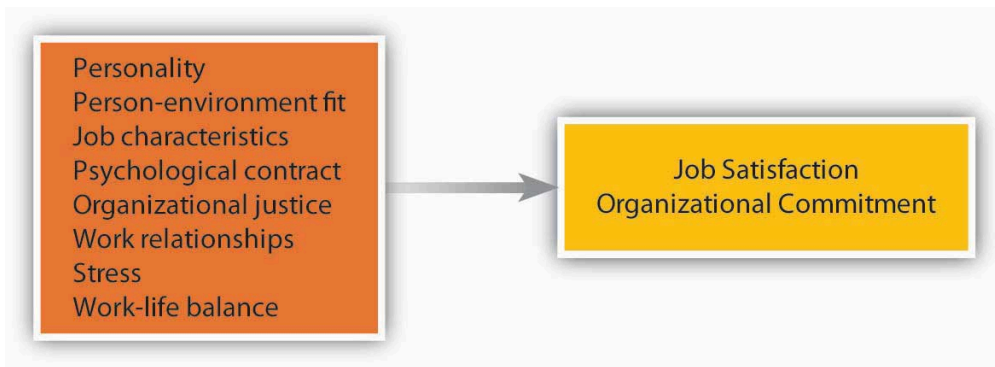 Personality
Person-environment fit
Job characteristics
Psychological contract
Organizational justice
Work relationships
Stress
Work-life balance
Job Satisfaction
Organizational Commitment